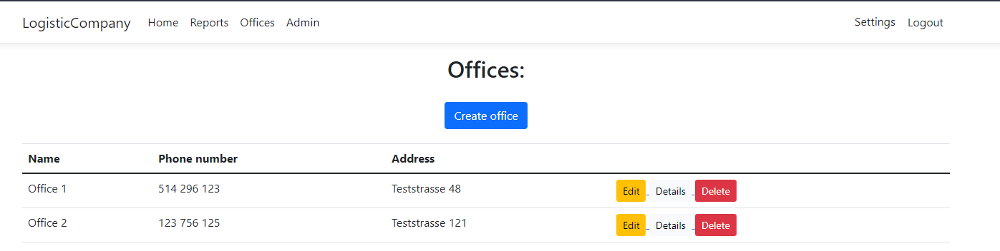 LogisticCompany Home Reports Offices Admin Settings Logout
Offices:
Create office
Name Phone number Address
Office 1 514 296 123 Teststrasse 48 Edit Details Delete
Office 2 123 756 125 Teststrasse 121 Edit Details Delete